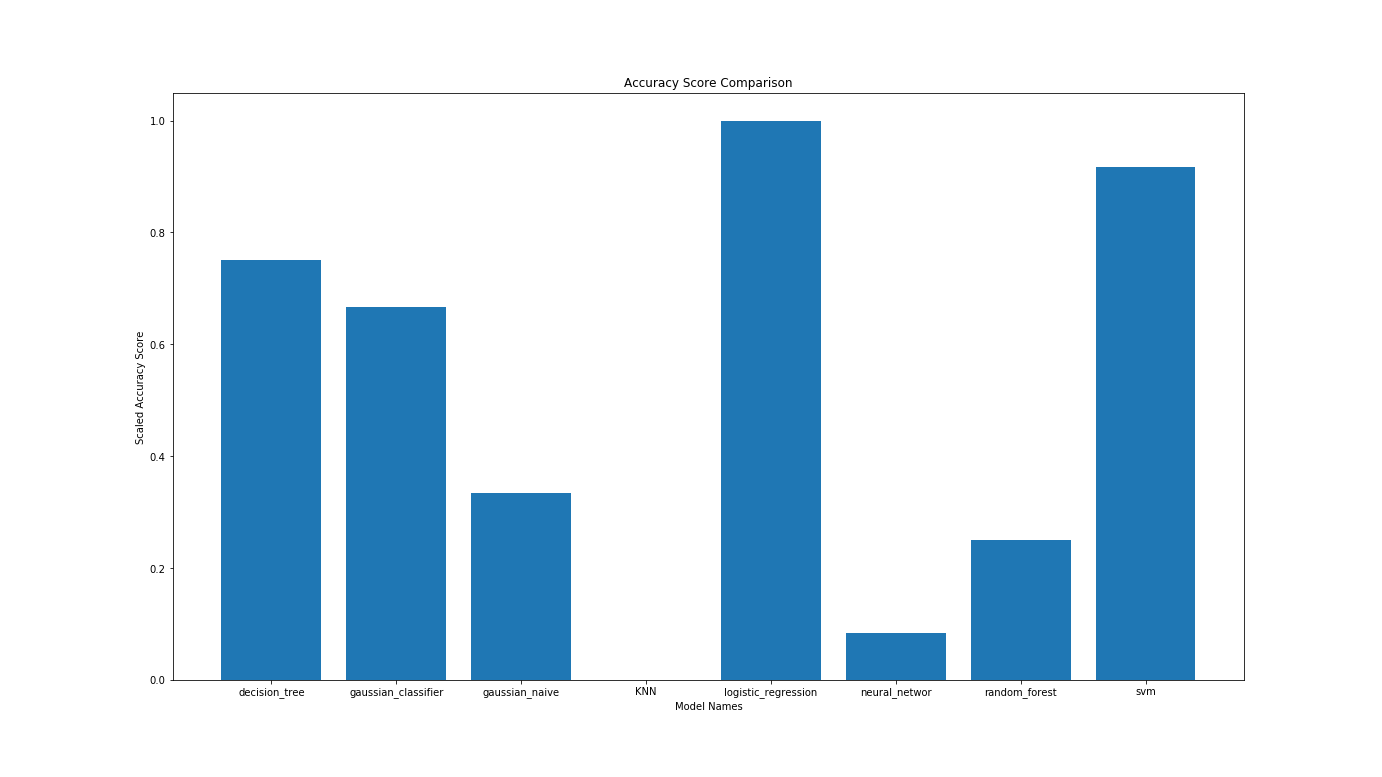 Accuracy Score Comparison
1.0
0.8
0.6
0.4
0.2
0.0
Scaled Accuracy Score
decision_tree gaussian_classifier gaussian_naive KNN logistic_regression neural_networ random_forest svm
Model Names